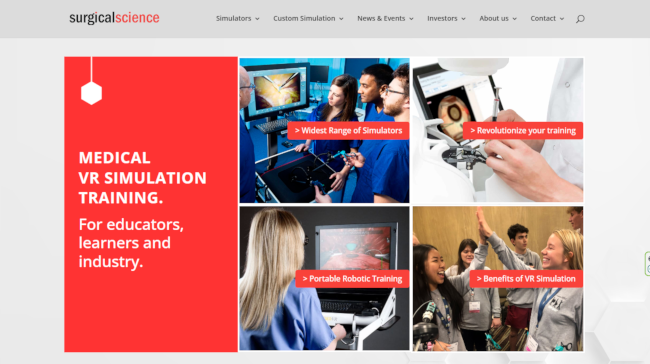 surgicalscience
Simulators
Custom Simulation
News & Events
Investors
About us
Contact
MEDICAL
VR SIMULATION
TRAINING.
For educators,
learners and
industry.
> Widest Range of Simulators
> Revolutionize your training
> Portable Robotic Training
> Benefits of VR Simulation